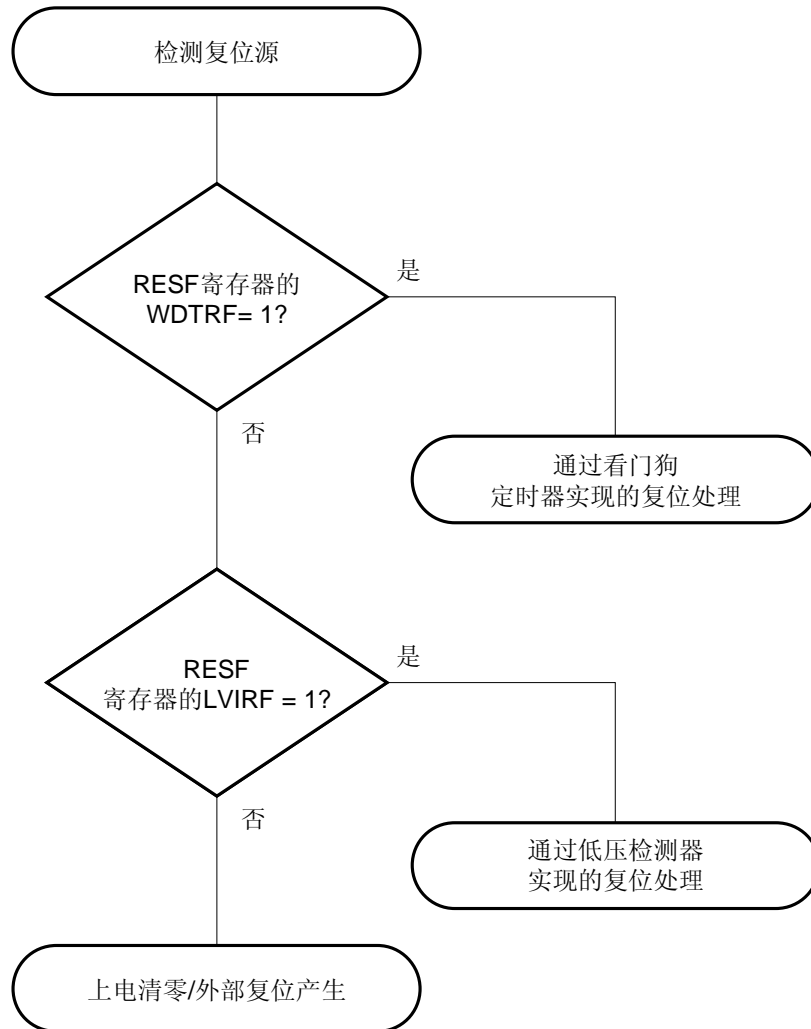 检测复位源
RESF寄存器的
WDTRF= 1?
是
否
通过看门狗
定时器实现的复位处理
RESF
寄存器的LVIRF = 1?
是
否
通过低压检测器
实现的复位处理
上电清零/外部复位产生